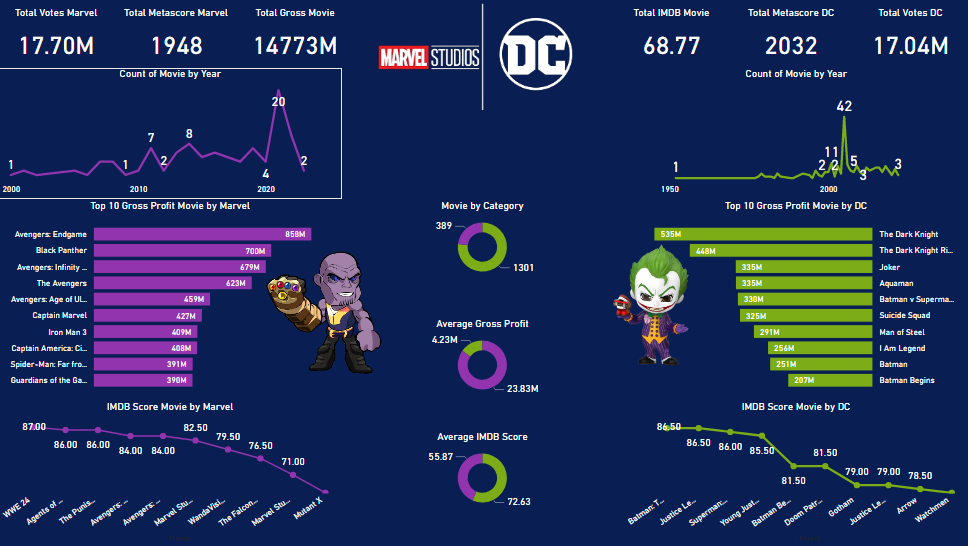 Total Votes Marvel
17.70M
Total Metascore Marvel
1948
Total Gross Movie
14773M
MARVEL STUDIOS
DC
Total IMDB Movie
68.77
Total Metascore DC
2032
Total Votes DC
17.04M
Count of Movie by Year
1
7
2
8
1
20
4
2
2000
2010
2020
Count of Movie by Year
1
2
11
2
42
5
3
3
1950
2000
Top 10 Gross Profit Movie by Marvel
Avengers: Endgame 858M
Black Panther 700M
Avengers: Infinity ... 679M
The Avengers 623M
Avengers: Age of Ul... 459M
Captain Marvel 427M
Iron Man 3 409M
Captain America: Ci... 408M
Spider-Man: Far fro... 391M
Guardians of the Ga... 390M
Movie by Category
389
1301
Average Gross Profit
4.23M
23.83M
Average IMDB Score
55.87
72.63
Top 10 Gross Profit Movie by DC
535M The Dark Knight
448M The Dark Knight Ri...
335M Joker
335M Aquaman
330M Batman v Superma...
325M Suicide Squad
291M Man of Steel
256M I Am Legend
251M Batman
207M Batman Begins
IMDB Score Movie by Marvel
87.00
86.00
86.00
84.00
84.00
82.50
79.50
76.50
71.00
WWE 24
Agents of ...
The Punis...
Avengers:...
Avengers:...
Marvel Stu...
WandaVisi...
The Falcon...
Marvel Stu...
Mutant X
IMDB Score Movie by DC
86.50
86.50
86.00
85.50
81.50
81.50
79.00
79.00
78.50
Batman: T...
Justice Le...
Superman...
Young Just...
Batman Be...
Doom Patr...
Gotham
Justice Le...
Arrow
Watchmen